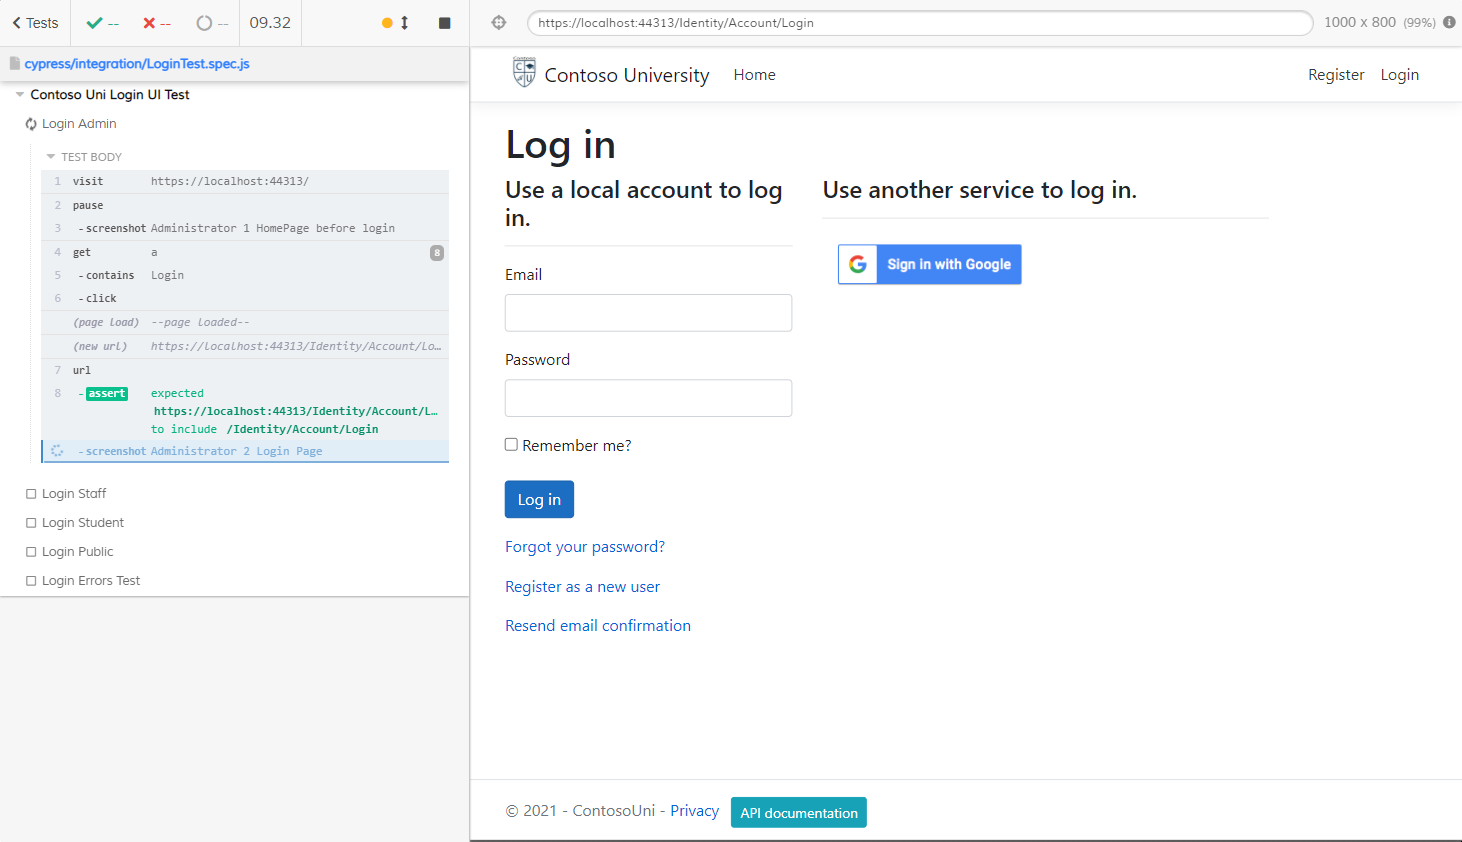 Tests -- -- -- 09.32
https://localhost:44313/Identity/Account/Login 1000 x 800 (99%)
cypress/integration/LoginTest.spec.js
Contoso Uni Login UI Test
Login Admin
TEST BODY
1 visit https://localhost:44313/
2 pause
3 -screenshot Administrator 1 HomePage before login
4 get a 8
5 -contains Login
6 -click
(page load) --page loaded--
(new url) https://localhost:44313/Identity/Account/Lo...
7 url
8 -assert expected
https://localhost:44313/Identity/Account/L...
to include /Identity/Account/Login
-screenshot Administrator 2 Login Page
Login Staff
Login Student
Login Public
Login Errors Test
Contoso University Home Register Login
Log in
Use a local account to log
in.
Email
Password
Remember me?
Log in
Forgot your password?
Register as a new user
Resend email confirmation
Use another service to log in.
Sign in with Google
© 2021 - ContosoUni - Privacy API documentation